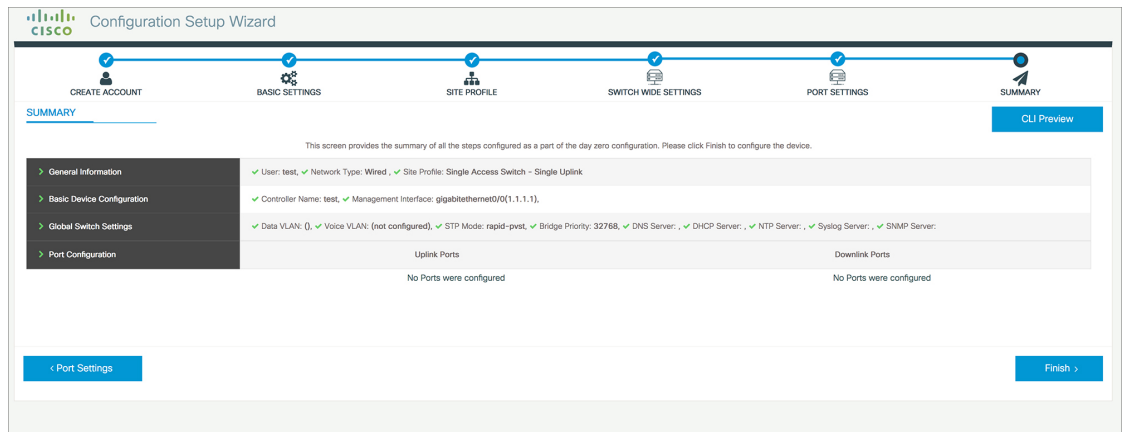 CISCO Configuration Setup Wizard
CREATE ACCOUNT BASIC SETTINGS SITE PROFILE SWITCH WIDE SETTINGS PORT SETTINGS SUMMARY
SUMMARY
CLI Preview
This screen provides the summary of all the steps configured as a part of the day zero configuration. Please click Finish to configure the device.
General Information User: test, Network Type: Wired , Site Profile: Single Access Switch - Single Uplink
Basic Device Configuration Controller Name: test, Management Interface: gigabitethernet0/0(1.1.1.1),
Global Switch Settings Data VLAN: (), Voice VLAN: (not configured), STP Mode: rapid-pvst, Bridge Priority: 32768, DNS Server: , DHCP Server: , NTP Server: , Syslog Server: , SNMP Server:
Port Configuration Uplink Ports Downlink Ports
No Ports were configured No Ports were configured
< Port Settings Finish >